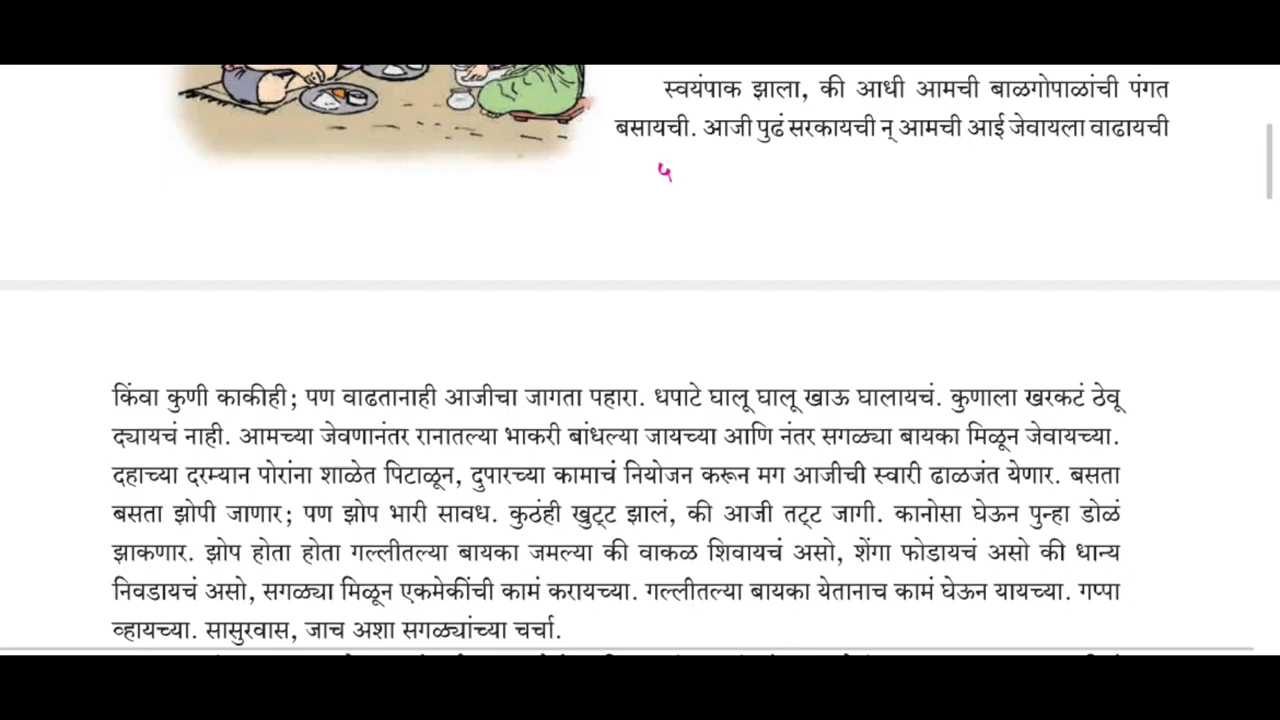 स्वयंपाक झाला, की आधी आमची बाळगोपाळांची पंगत
बसायची. आजी पुढं सरकायची न् आमची आई जेवायला वाढायची
५
किंवा कुणी काकीही; पण वाढतानाही आजीचा जागता पहारा. धपाटे घालू घालू खाऊ घालायचं. कुणाला खरकटं ठेवू
द्यायचं नाही. आमच्या जेवणानंतर रानातल्या भाकरी बांधल्या जायच्या आणि नंतर सगळ्या बायका मिळून जेवायच्या.
दहाच्या दरम्यान पोरांना शाळेत पिटाळून, दुपारच्या कामाचं नियोजन करून मग आजीची स्वारी ढाळजंत येणार. बसता
बसता झोपी जाणार; पण झोप भारी सावध. कुठंही खुट्‌ट झालं, की आजी तट्‌ट जागी. कानोसा घेऊन पुन्हा डोळं
झाकणार. झोप होता होता गल्लीतल्या बायका जमल्या की वाकळ शिवायचं असो, शेंगा फोडायचं असो की धान्य
निवडायचं असो, सगळ्या मिळून एकमेकींची कामं करायच्या. गल्लीतल्या बायका येतानाच कामं घेऊन यायच्या. गप्पा
व्हायच्या. सासुरवास, जाच अशा सगळ्यांच्या चर्चा.